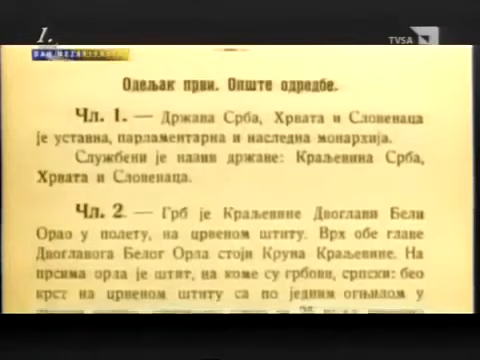 1.
TVSA
DAN NEZAVISNOSTI
Одељак први. Опште одредбе.
Чл. 1. — Држава Срба, Хрвата и Словенаца
је уставна, парламентарна и наследна монархија.
Службени је назив државе: Краљевина Срба,
Хрвата и Словенаца.
Чл. 2. — Грб је Краљевине Двоглави Бели
Орао у полету, на црвеном штиту. Врх обе главе
Двоглавога Белог Орла стоји Круна Краљевине. На
прсима орла је штит, на коме су грбови, српски: бео
крст на црвеном штиту са по једним огњилом у